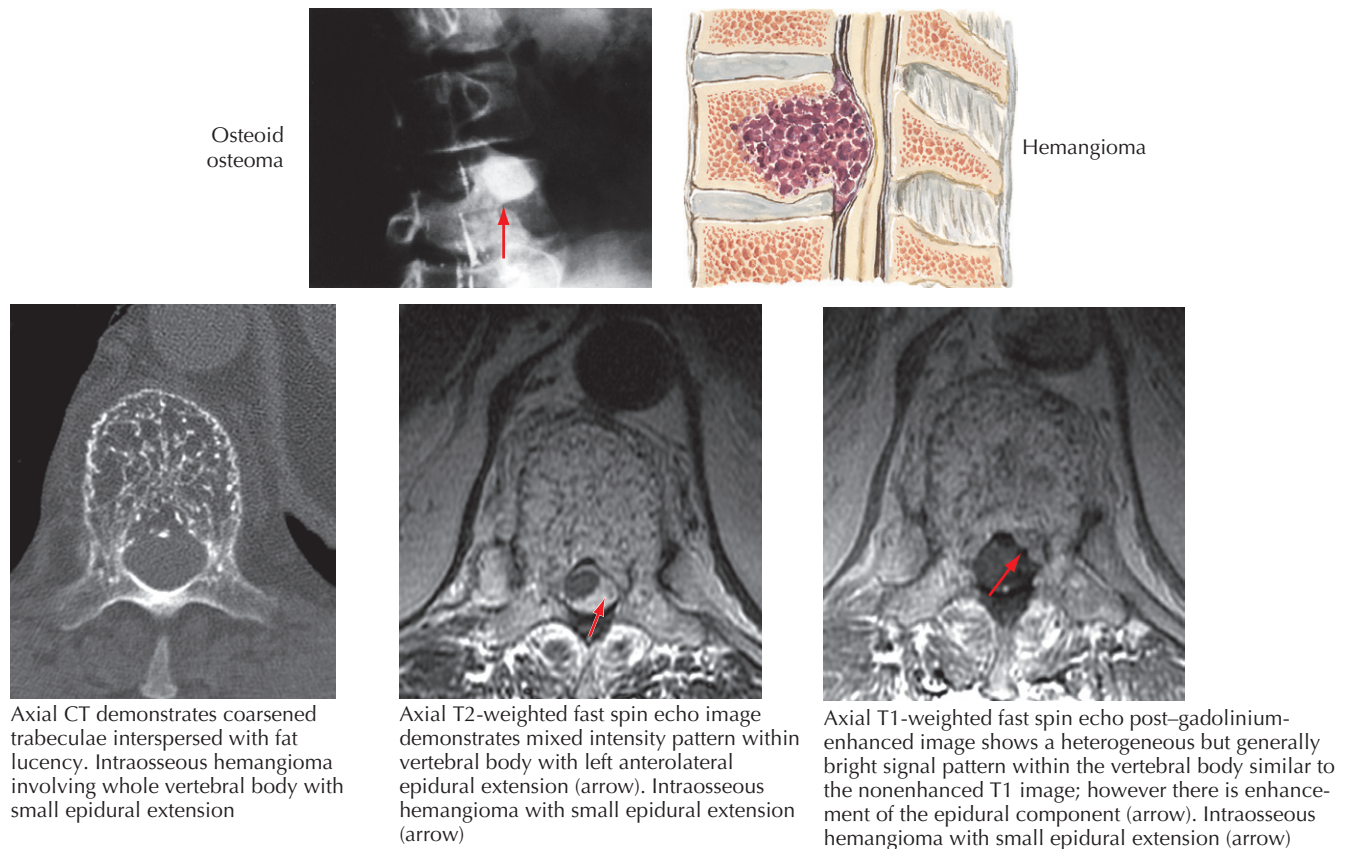 Osteoid
osteoma
Hemangioma
Axial CT demonstrates coarsened
trabeculae interspersed with fat
lucency. Intraosseous hemangioma
involving whole vertebral body with
small epidural extension
Axial T2-weighted fast spin echo image
demonstrates mixed intensity pattern within
vertebral body with left anterolateral
epidural extension (arrow). Intraosseous
hemangioma with small epidural extension
(arrow)
Axial T1-weighted fast spin echo post–gadolinium-
enhanced image shows a heterogeneous but generally
bright signal pattern within the vertebral body similar to
the nonenhanced T1 image; however there is enhance-
ment of the epidural component (arrow). Intraosseous
hemangioma with small epidural extension (arrow)